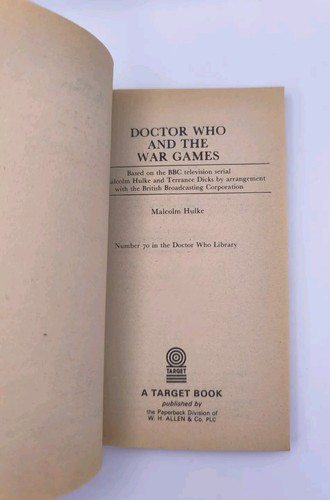 DOCTOR WHO
AND THE
WAR GAMES
Based on the BBC television serial
Hulke and Terrance Dicks by arrangement
with the British Broadcasting Corporation
Malcolm Hulke
Number 70 in the Doctor Who Library
TARGET
A TARGET BOOK
published by
the Paperback Division of
W. H. ALLEN & Co. PLC